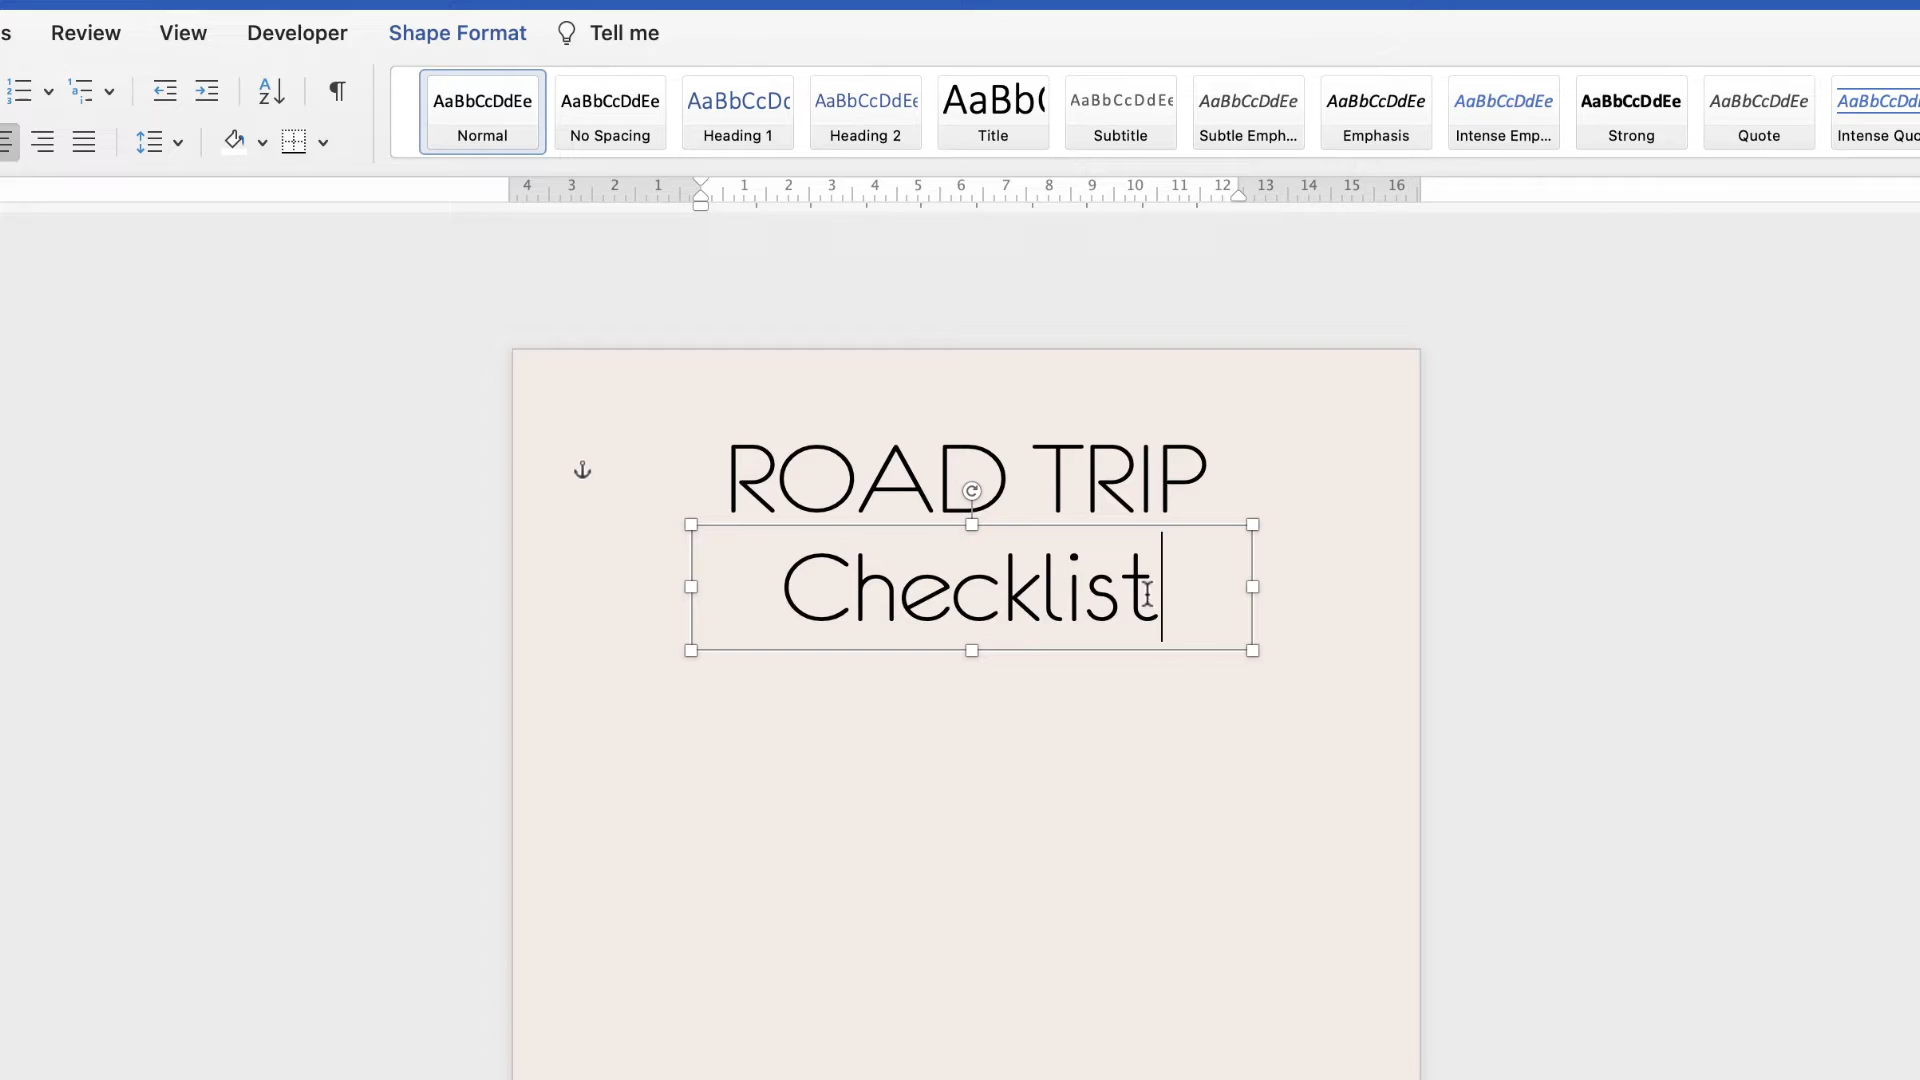 s Review View Developer Shape Format Tell me
AaBbCcDdEe AaBbCcDdEe AaBbCcDc AaBbCcDdEe AaBb( AaBbCcDdEe AaBbCcDdEe AaBbCcDdEe AaBbCcDdEe AaBbCcDdEe AaBbCcDdEe AaBbCcDdEe
Normal No Spacing Heading 1 Heading 2 Title Subtitle Subtle Emph... Emphasis Intense Emp... Strong Quote Intense Quo
4 3 2 1 1 2 3 4 5 6 7 8 9 10 11 12 13 14 15 16
ROAD TRIP
Checklist